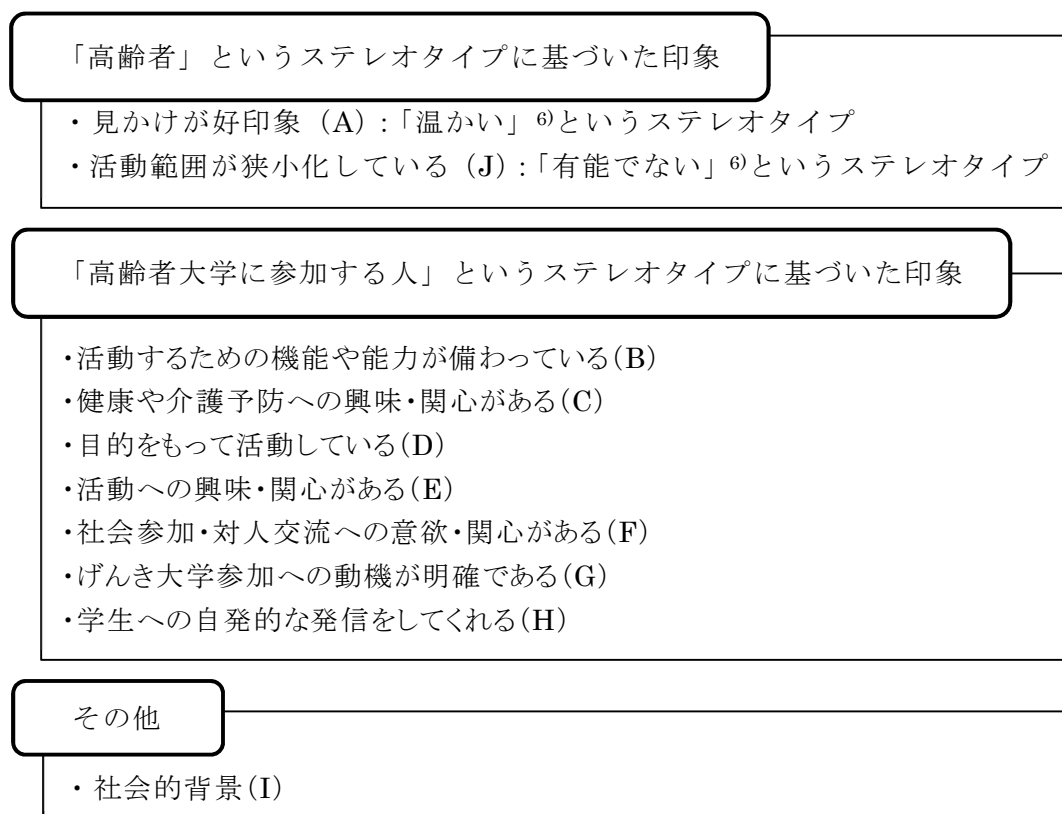 「高齢者」というステレオタイプに基づいた印象
・見かけが好印象（A）:「温かい」6)というステレオタイプ
・活動範囲が狭小化している（J）:「有能でない」6)というステレオタイプ
「高齢者大学に参加する人」というステレオタイプに基づいた印象
・活動するための機能や能力が備わっている(B)
・健康や介護予防への興味・関心がある(C)
・目的をもって活動している(D)
・活動への興味・関心がある(E)
・社会参加・対人交流への意欲・関心がある(F)
・げんき大学参加への動機が明確である(G)
・学生への自発的な発信をしてくれる(H)
その他
・社会的背景(I)